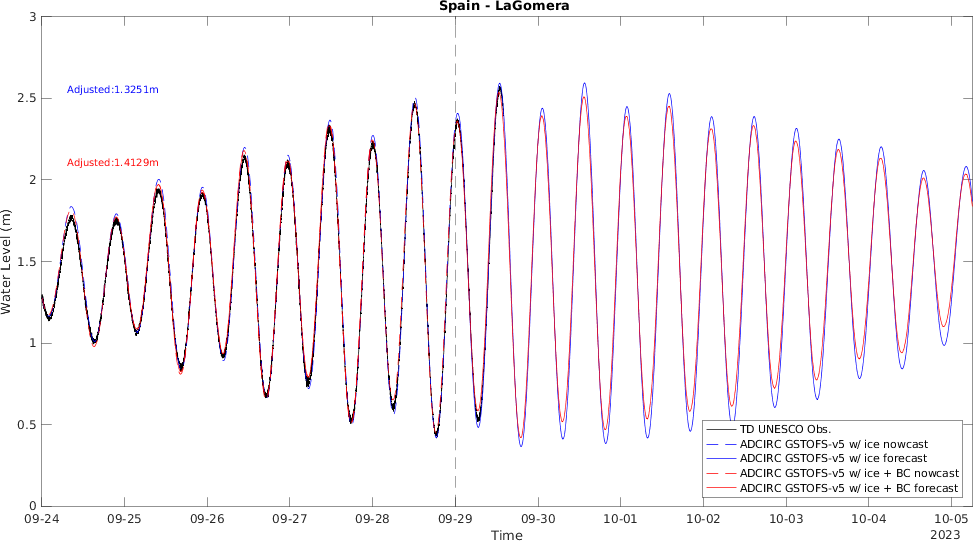 Spain - LaGomera
3
2.5
2
1.5
1
0.5
0
Water Level (m)
Adjusted:1.3251m
Adjusted:1.4129m
TD UNESCO Obs.
ADCIRC GSTOFS-v5 w/ ice nowcast
ADCIRC GSTOFS-v5 w/ ice forecast
ADCIRC GSTOFS-v5 w/ ice + BC nowcast
ADCIRC GSTOFS-v5 w/ ice + BC forecast
09-24 09-25 09-26 09-27 09-28 09-29 09-30 10-01 10-02 10-03 10-04 10-05
Time
2023